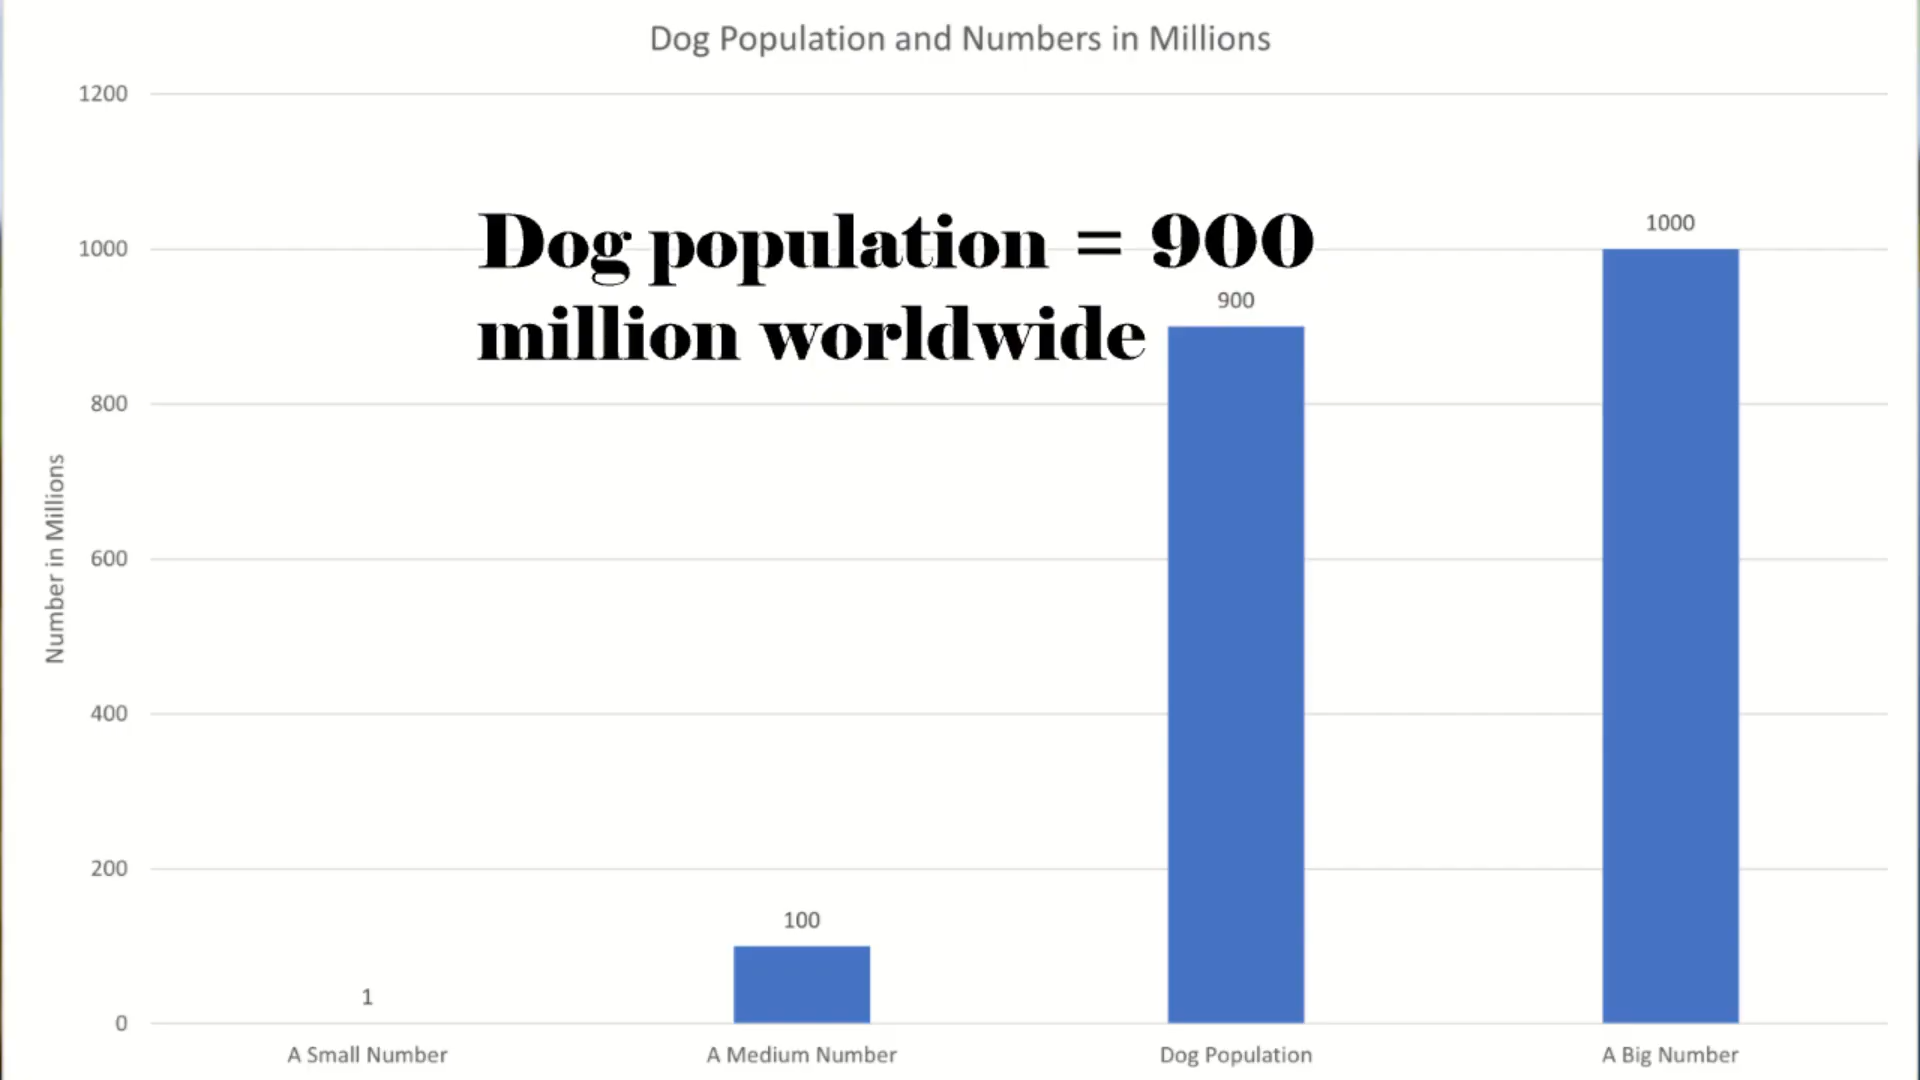 Dog Population and Numbers in Millions
1200
1000
800
600
400
200
0
Number in Millions
Dog population = 900
million worldwide
1
100
900
1000
A Small Number
A Medium Number
Dog Population
A Big Number